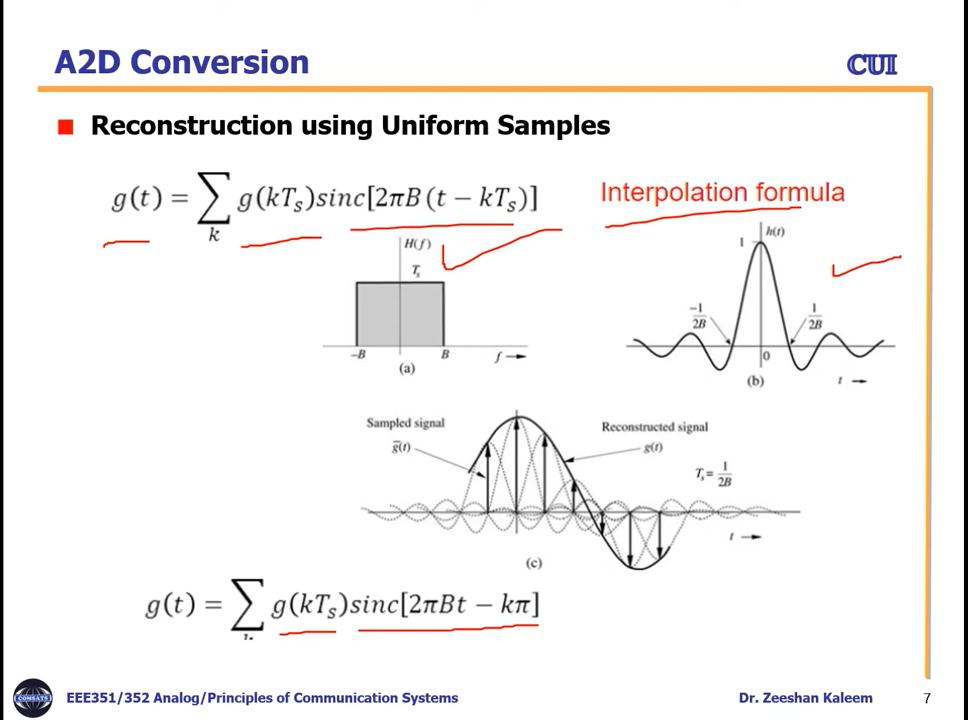 A2D Conversion
CUI
Reconstruction using Uniform Samples
g(t) = ∑ g(kTₛ)sinc[2πB (t − kTₛ)]
k
Interpolation formula
H(f)
Tₛ
−B
B
f
(a)
h(t)
1
−1/2B
1/2B
0
(b)
t
Sampled signal
g̅(t)
Reconstructed signal
g(t)
Tₛ = 1/2B
t
(c)
g(t) = ∑ g(kTₛ)sinc[2πBt − kπ]
k
COMSATS
EEE351/352 Analog/Principles of Communication Systems
Dr. Zeeshan Kaleem
7